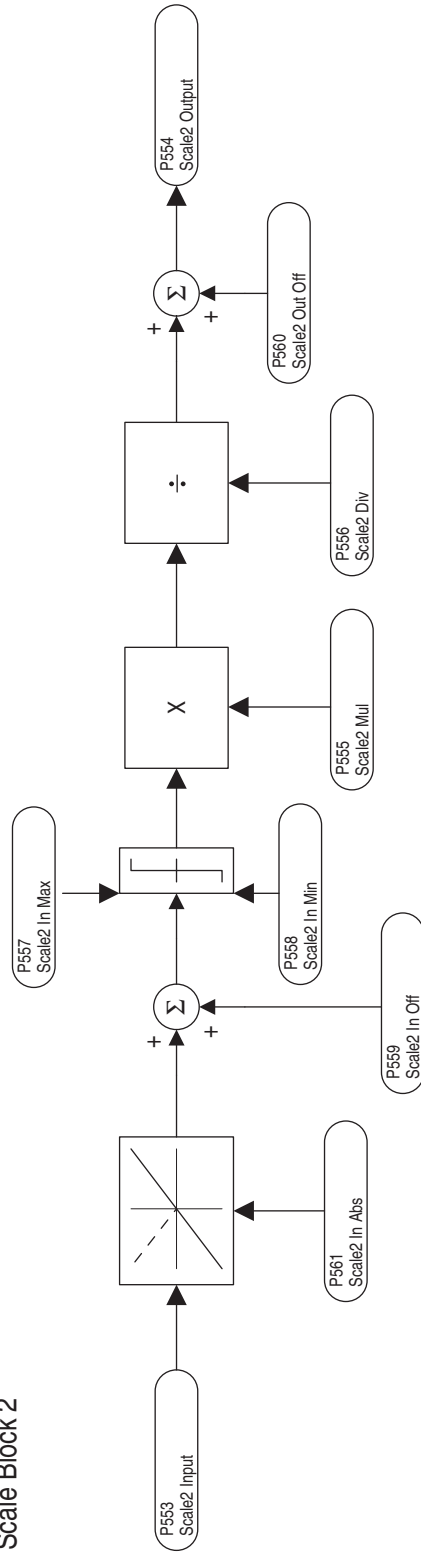 Scale Block 2
P553
Scale2 Input
P561
Scale2 In Abs
+
+
Σ
P559
Scale2 In Off
P557
Scale2 In Max
P558
Scale2 In Min
X
P555
Scale2 Mul
÷
P556
Scale2 Div
+
+
Σ
P560
Scale2 Out Off
P554
Scale2 Output